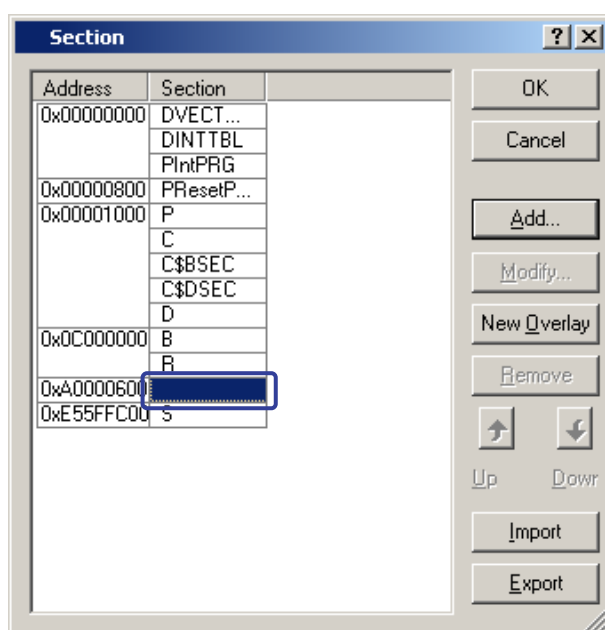 Section
Address Section
0x00000000 DVECT...
DINTTBL
PIntPRG
0x00000800 PResetP...
0x00001000 P
C
C$BSEC
C$DSEC
D
0x0C000000 B
R
0xA0000600
0xE55FFC00 S
OK
Cancel
Add...
Modify...
New Overlay
Remove
Up Dowr
Import
Export